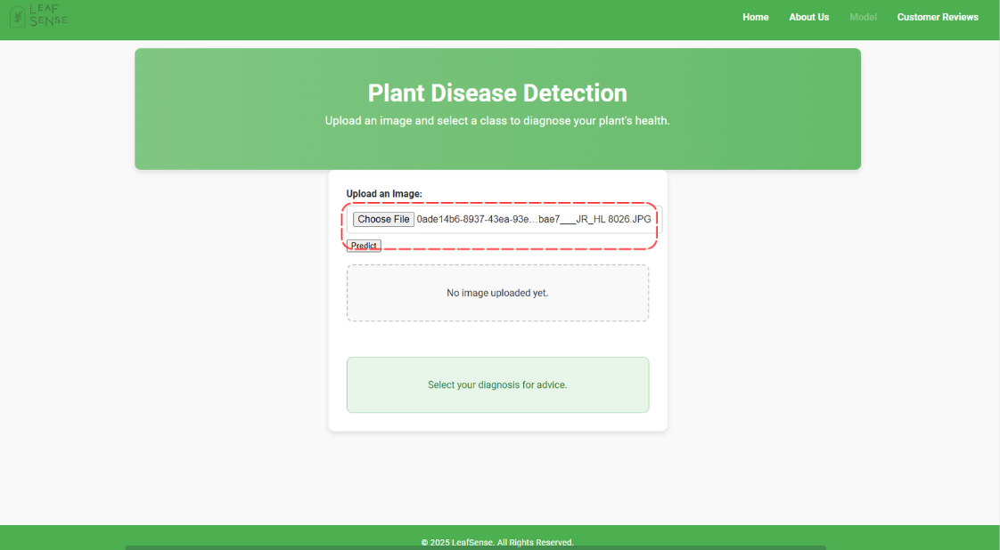 LEAF
SENSE
Home About Us Model Customer Reviews
Plant Disease Detection
Upload an image and select a class to diagnose your plant's health.
Upload an Image:
Choose File 0ade14b6-8937-43ea-93e...bae7___JR_HL 8026.JPG
Predict
No image uploaded yet.
Select your diagnosis for advice.
© 2025 LeafSense. All Rights Reserved.